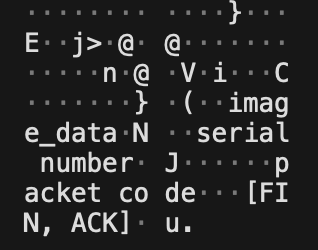 ········ ····}···
E··j>·@· @·······
·····n·@ ·V·i···C
·······} ·(··imag
e_data·N ··serial
 number· J······p
acket co de···[FI
N, ACK]· u.